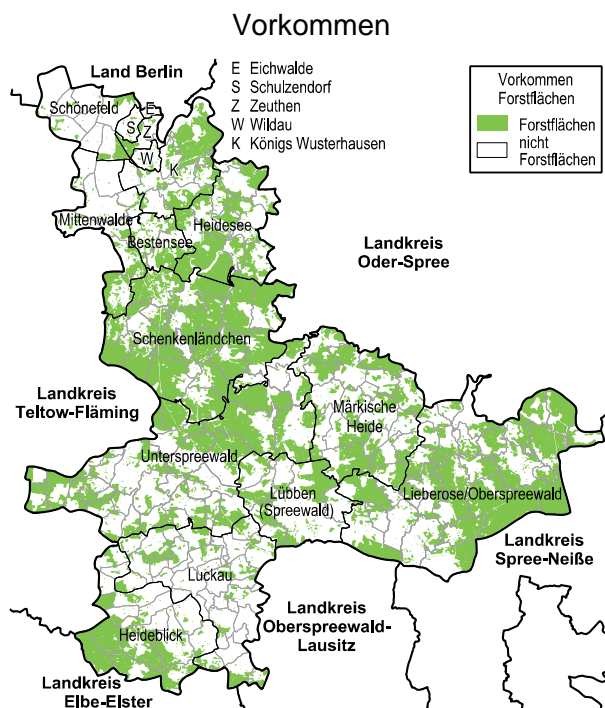 Vorkommen
Land Berlin
E Eichwalde
S Schulzendorf
Z Zeuthen
W Wildau
K Königs Wusterhausen
Vorkommen
Forstflächen
Forstflächen
nicht
Forstflächen
Schönefeld
E
S
Z
W
K
Mittenwalde
Heidesee
Bestensee
Landkreis
Oder-Spree
Schenkenländchen
Landkreis
Teltow-Fläming
Märkische
Heide
Unterspreewald
Lübben
(Spreewald)
Lieberose/Oberspreewald
Landkreis
Spree-Neiße
Luckau
Landkreis
Oberspreewald-
Lausitz
Heideblick
Landkreis
Elbe-Elster